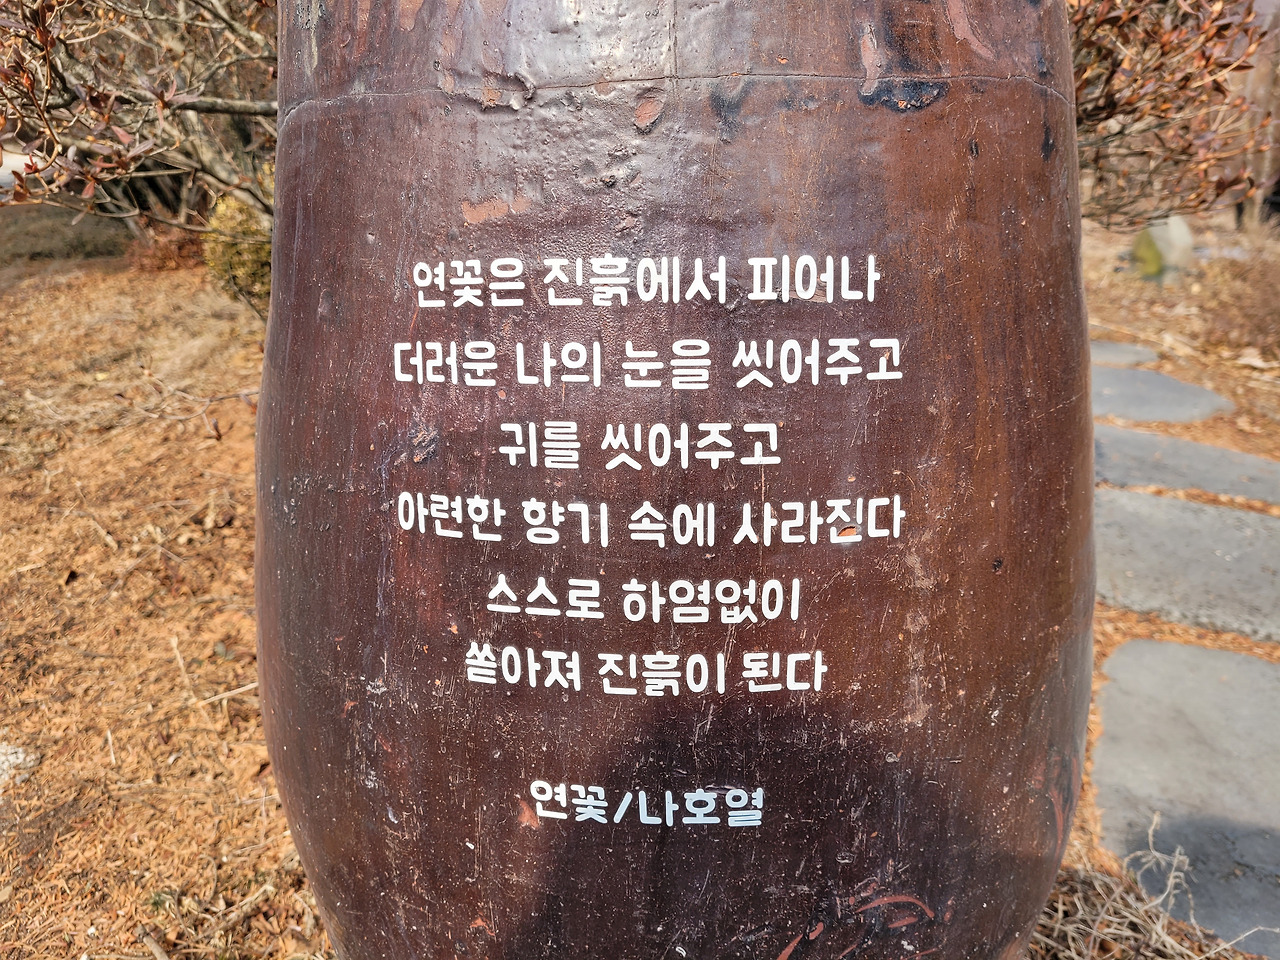 연꽃은 진흙에서 피어나
더러운 나의 눈을 씻어주고
귀를 씻어주고
아련한 향기 속에 사라진다
스스로 하염없이
쏟아져 진흙이 된다
연꽃/나호열